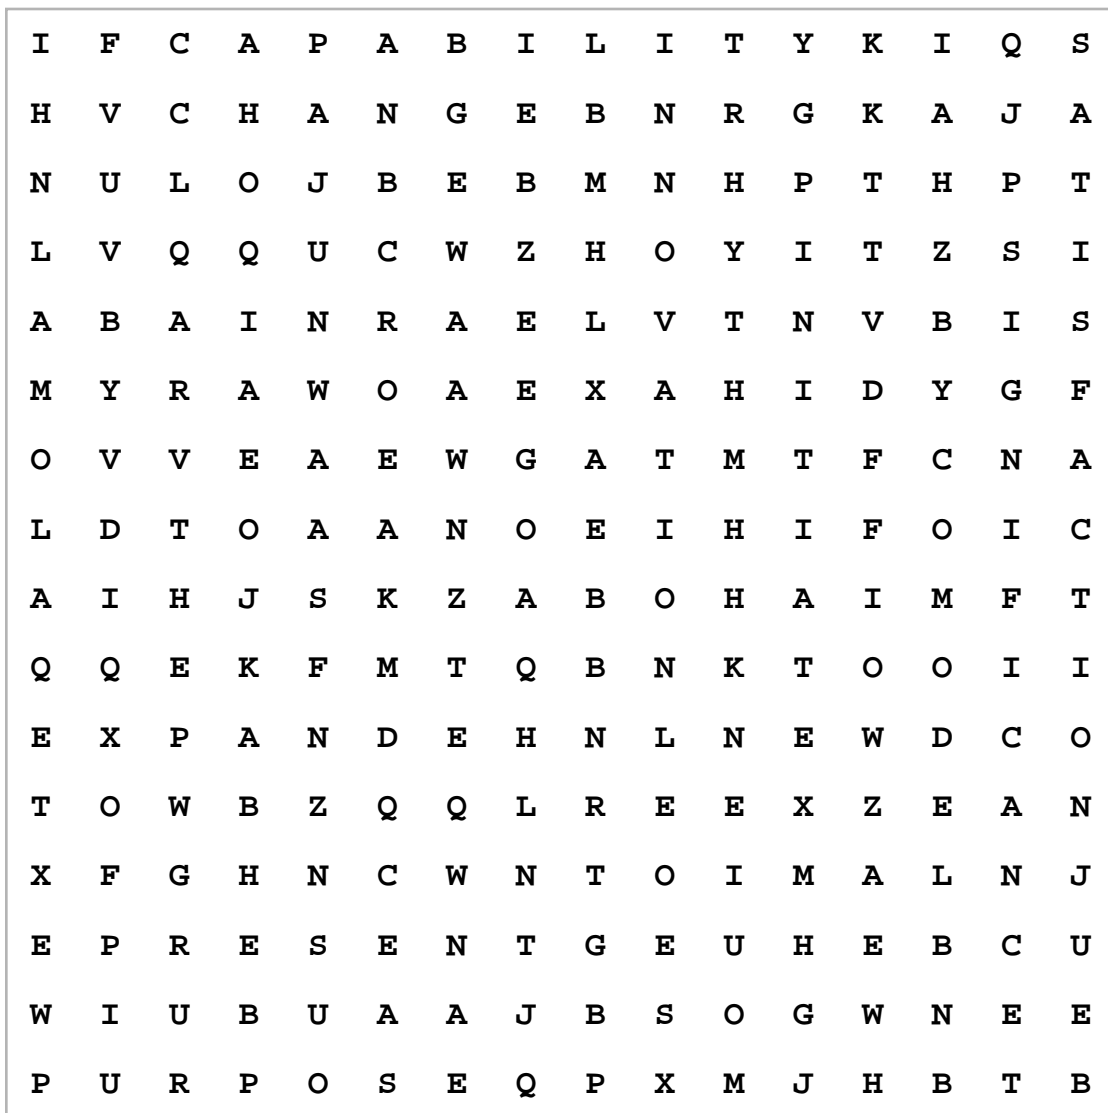 I F C A P A B I L I T Y K I Q S
H V C H A N G E B N R G K A J A
N U L O J B E B M N H P T H P T
L V Q Q U C W Z H O Y I T Z S I
A B A I N R A E L V T N V B I S
M Y R A W O A E X A H I D Y G F
O V V E A E W G A T M T F C N A
L D T O A A N O E I H I F O I C
A I H J S K Z A B O H A I M F T
Q Q E K F M T Q B N K T O O I I
E X P A N D E H N L N E W D C O
T O W B Z Q Q L R E E X Z E A N
X F G H N C W N T O I M A L N J
E P R E S E N T G E U H E B C U
W I U B U A A J B S O G W N E E
P U R P O S E Q P X M J H B T B